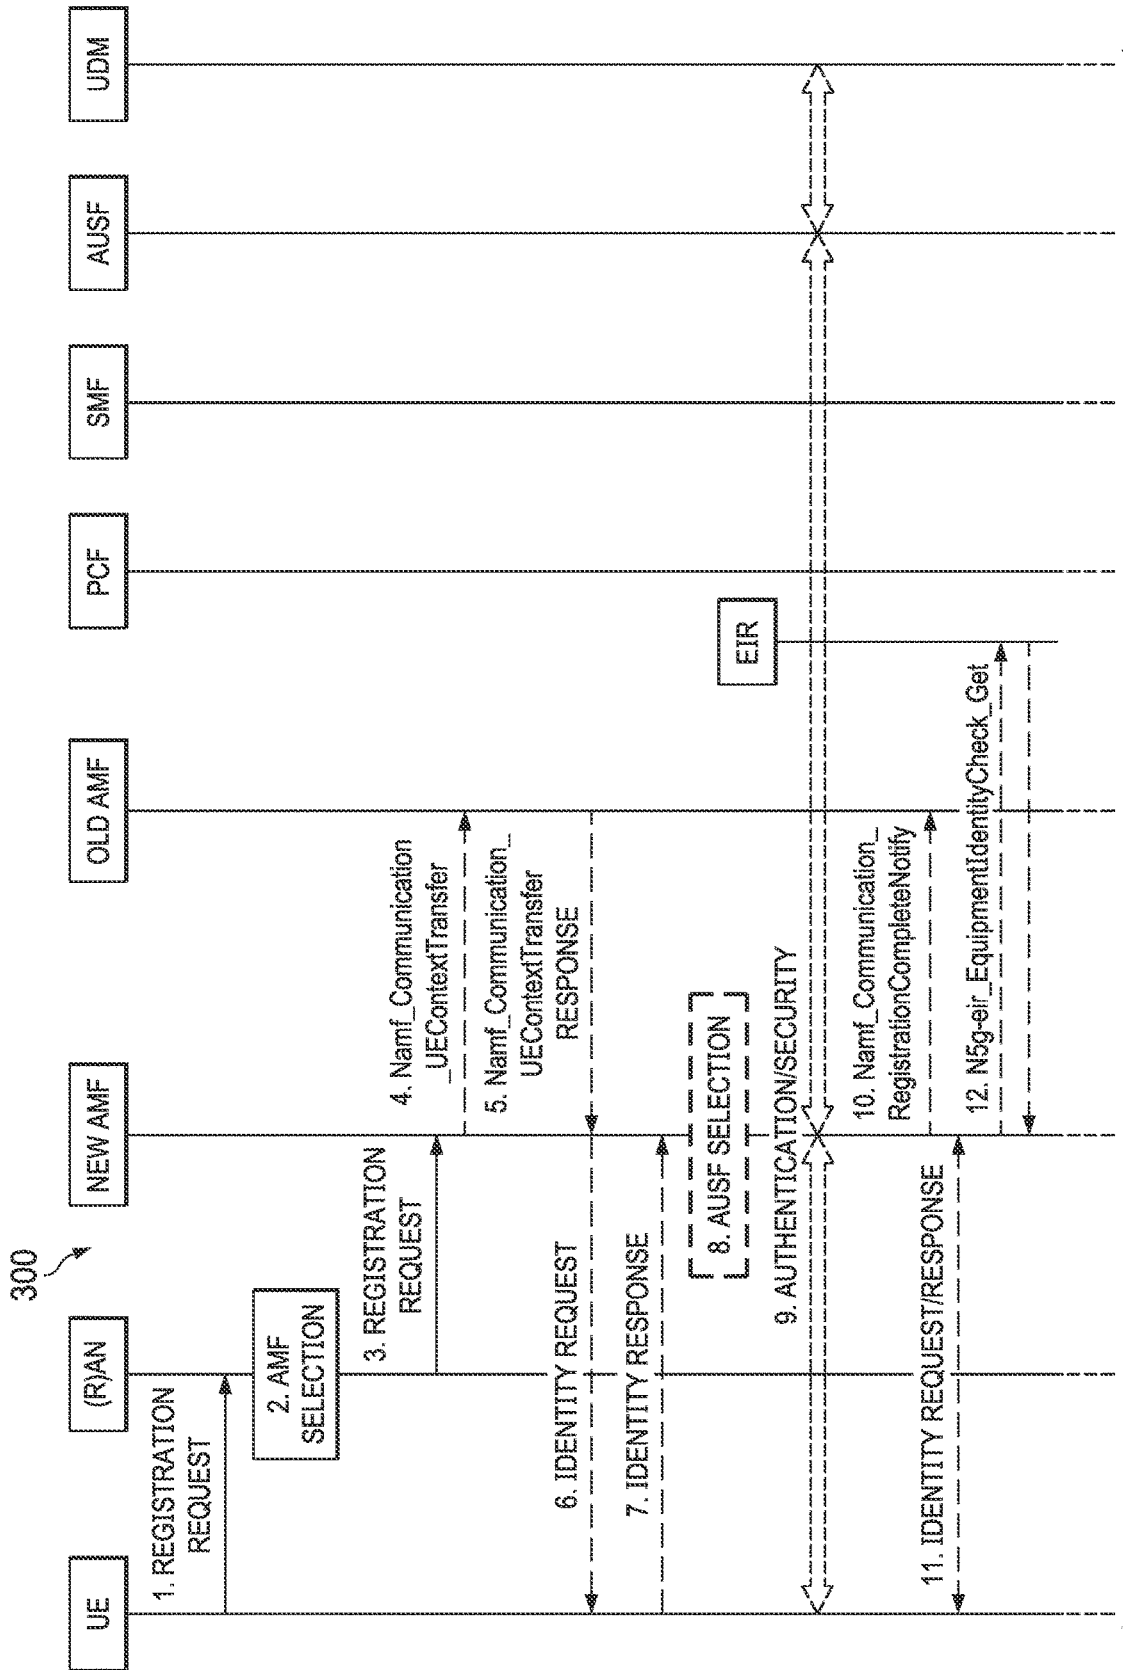 300
UE
(R)AN
NEW AMF
OLD AMF
PCF
SMF
AUSF
UDM
1. REGISTRATION
REQUEST
2. AMF
SELECTION
3. REGISTRATION
REQUEST
4. Namf_Communication
_UEContextTransfer
5. Namf_Communication_
UEContextTransfer
RESPONSE
6. IDENTITY REQUEST
7. IDENTITY RESPONSE
8. AUSF SELECTION
EIR
9. AUTHENTICATION/SECURITY
10. Namf_Communication_
RegistrationCompleteNotify
11. IDENTITY REQUEST/RESPONSE
12. N5g-eir_EquipmentIdentityCheck_Get